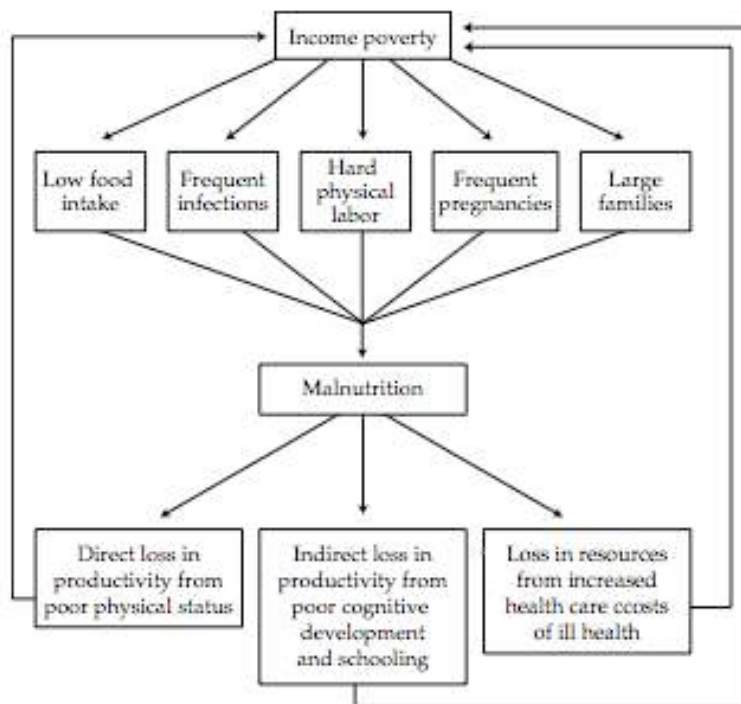 Income poverty
Low food
intake
Frequent
infections
Hard
physical
labor
Frequent
pregnancies
Large
families
Malnutrition
Direct loss in
productivity from
poor physical status
Indirect loss in
productivity from
poor cognitive
development
and schooling
Loss in resources
from increased
health care ccosts
of ill health